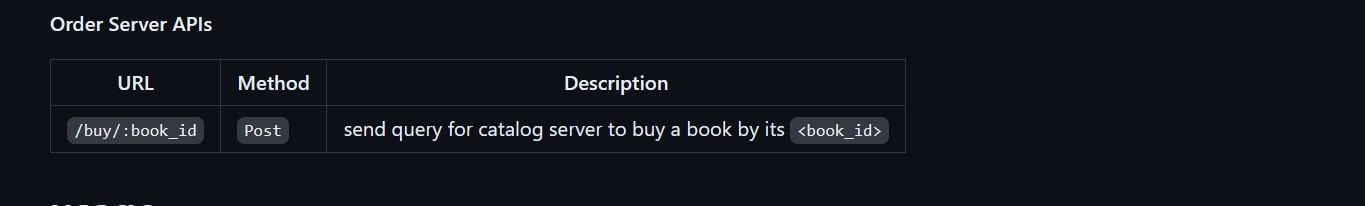 Order Server APIs
URL Method Description
/buy/:book_id Post send query for catalog server to buy a book by its <book_id>